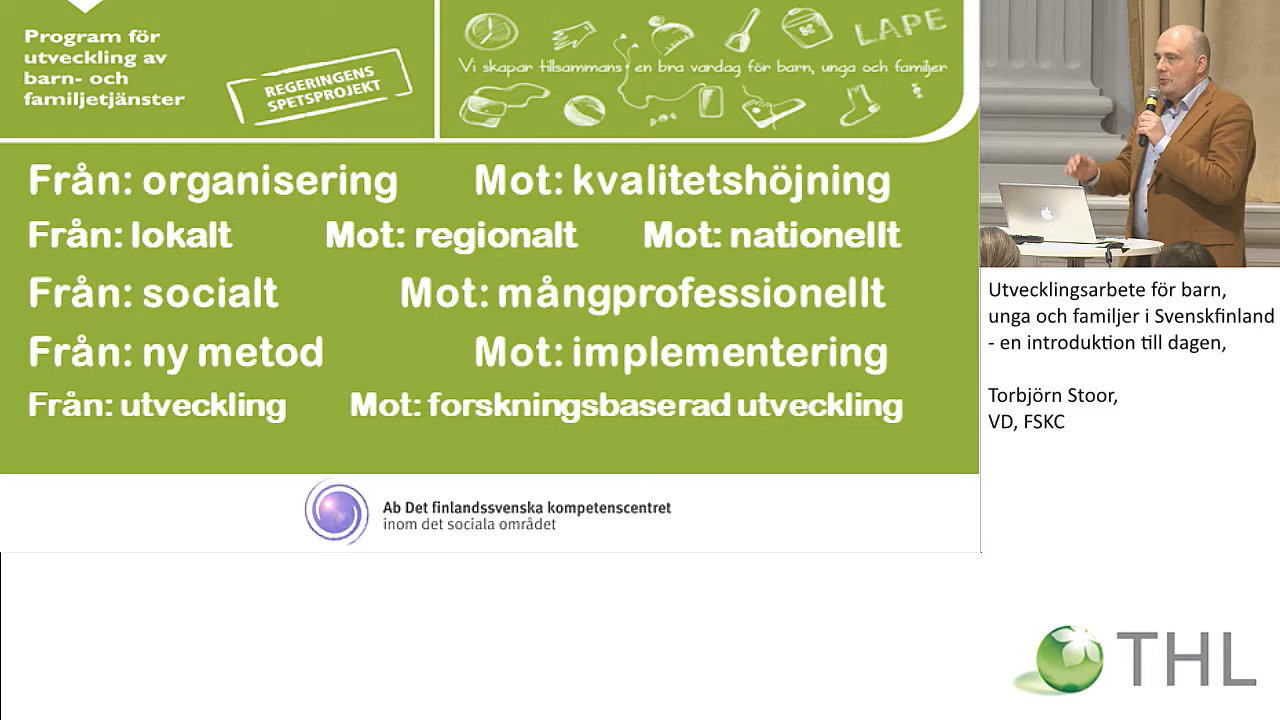 Program för
utveckling av
barn- och
familjetjänster
REGERINGENS
SPETSPROJEKT
LAPE
Vi skapar tillsammans en bra vardag för barn, unga och familjer
Från: organisering Mot: kvalitetshöjning
Från: lokalt Mot: regionalt Mot: nationellt
Från: socialt Mot: mångprofessionellt
Från: ny metod Mot: implementering
Från: utveckling Mot: forskningsbaserad utveckling
Ab Det finlandssvenska kompetenscentret
inom det sociala området
Utvecklingsarbete för barn,
unga och familjer i Svenskfinland
- en introduktion till dagen,
Torbjörn Stoor,
VD, FSKC
THL